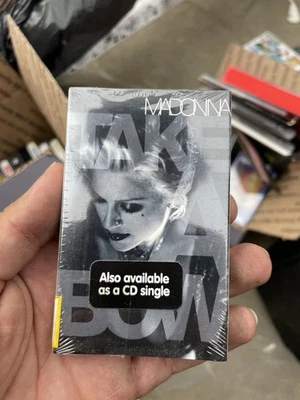 MADONNA
TAKE
A
BOW
Also available
as a CD single